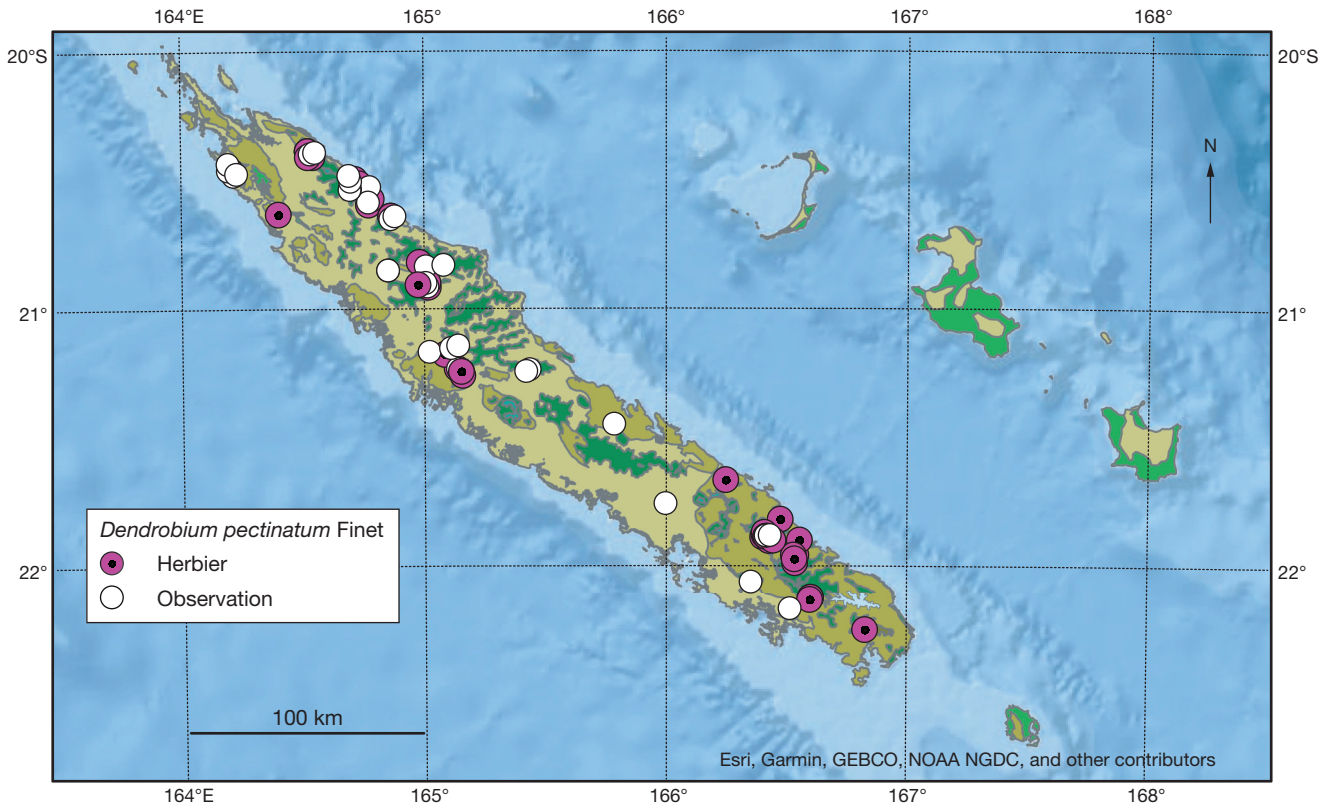 164°E 165° 166° 167° 168°
20°S 20°S
N
21° 21°
Dendrobium pectinatum Finet
Herbier
Observation
22° 22°
100 km
Esri, Garmin, GEBCO, NOAA NGDC, and other contributors
164°E 165° 166° 167° 168°